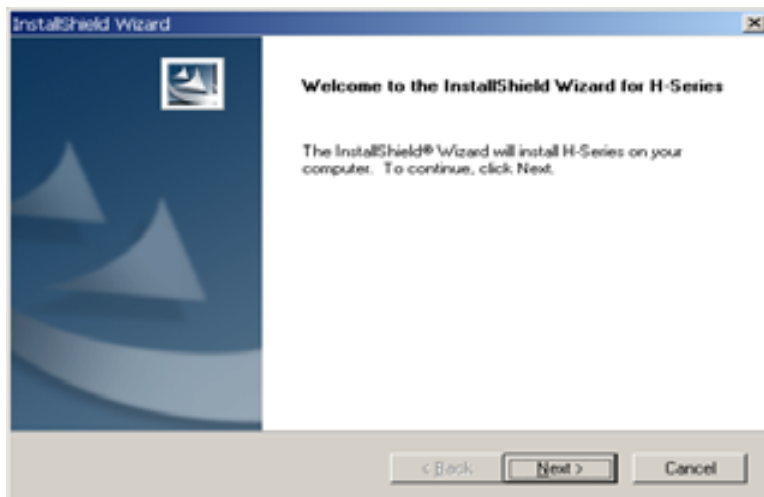 InstallShield Wizard
Welcome to the InstallShield Wizard for H-Series
The InstallShield® Wizard will install H-Series on your
computer. To continue, click Next.
< Back
Next >
Cancel